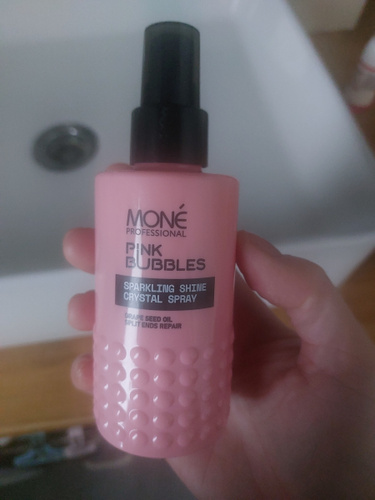 MONÉ
PROFESSIONAL
PINK
BUBBLES
SPARKLING SHINE
CRYSTAL SPRAY
GRAPE SEED OIL
SPLIT ENDS REPAIR